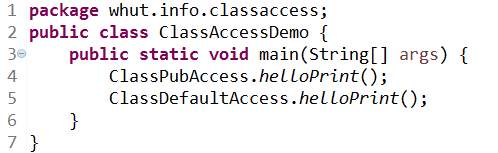 1 package whut.info.classaccess;
2 public class ClassAccessDemo {
3 public static void main(String[] args) {
4 ClassPubAccess.helloPrint();
5 ClassDefaultAccess.helloPrint();
6 }
7 }